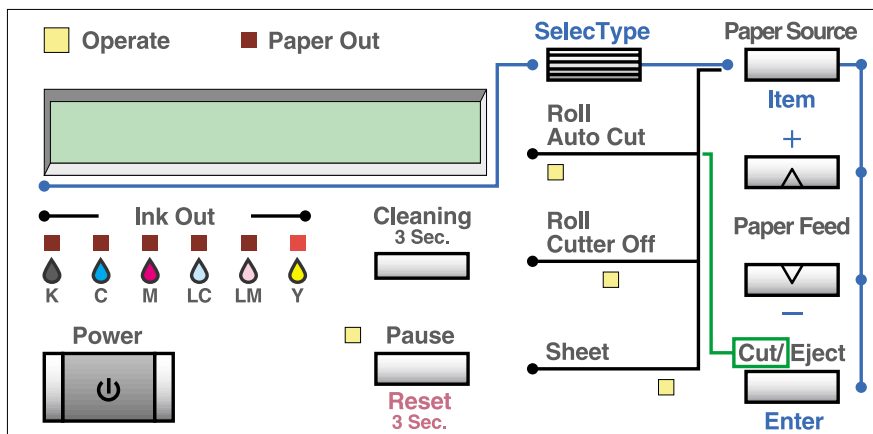 Operate
Paper Out
SelecType
Paper Source
Item
Roll
Auto Cut
+
Ink Out
Cleaning
3 Sec.
Roll
Cutter Off
Paper Feed
K C M LC LM Y
–
Power
Pause
Sheet
Cut/Eject
Reset
3 Sec.
Enter